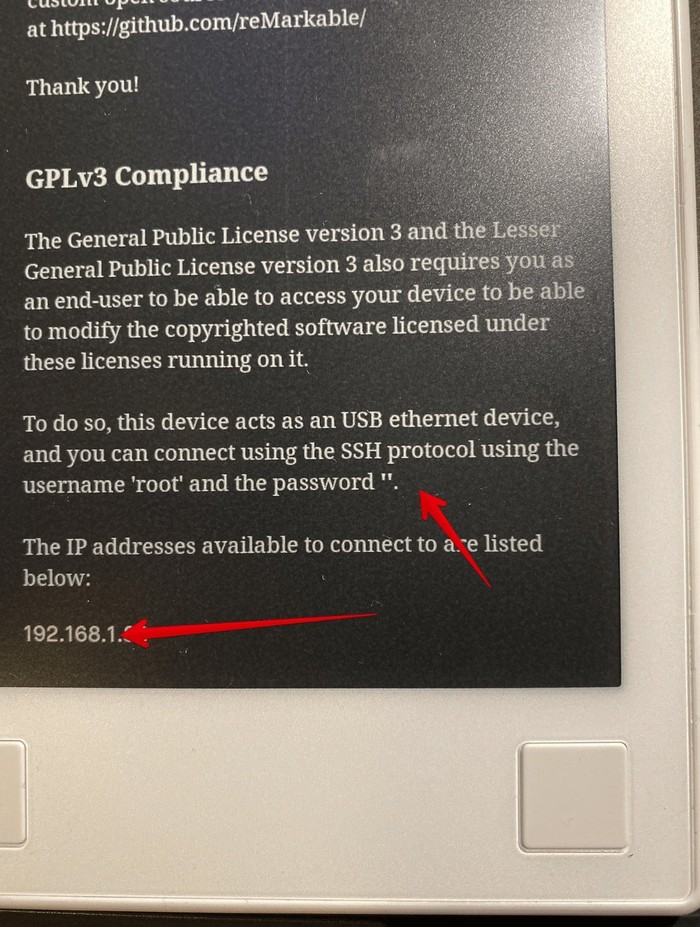 at https://github.com/reMarkable/
Thank you!
GPLv3 Compliance
The General Public License version 3 and the Lesser
General Public License version 3 also requires you as
an end-user to be able to access your device to be able
to modify the copyrighted software licensed under
these licenses running on it.
To do so, this device acts as an USB ethernet device,
and you can connect using the SSH protocol using the
username 'root' and the password ''.
The IP addresses available to connect to are listed
below:
192.168.1.